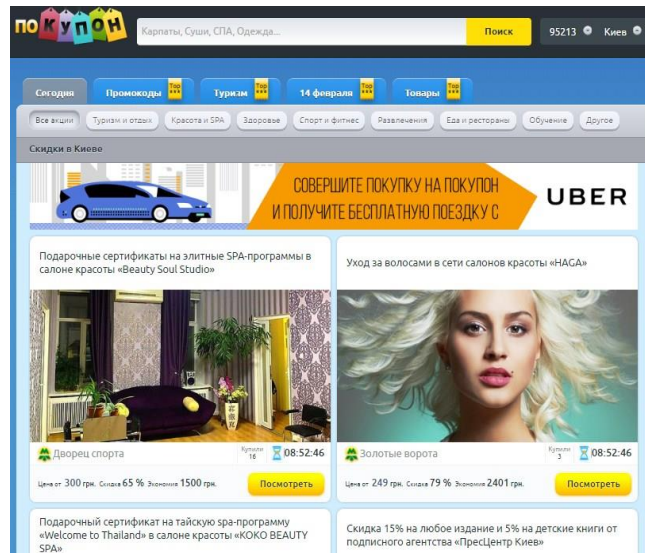 ПОКУПОН
Карпаты, Суши, СПА, Одежда...
Поиск
95213
Киев
Сегодня
Промокоды
Top
Туризм
Top
14 февраля
Top
Товары
Top
Все акции
Туризм и отдых
Красота и SPA
Здоровье
Спорт и фитнес
Развлечения
Еда и рестораны
Обучение
Другое
Скидки в Киеве
СОВЕРШИТЕ ПОКУПКУ НА ПОКУПОН
И ПОЛУЧИТЕ БЕСПЛАТНУЮ ПОЕЗДКУ С
UBER
Подарочные сертификаты на элитные SPA-программы в
салоне красоты «Beauty Soul Studio»
Дворец спорта
Купили
16
08:52:46
Цена от 300 грн. Скидка 65 % Экономия 1500 грн.
Посмотреть
Уход за волосами в сети салонов красоты «HAGA»
Золотые ворота
Купили
3
08:52:46
Цена от 249 грн. Скидка 79 % Экономия 2401 грн.
Посмотреть
Подарочный сертификат на тайскую spa-программу
«Welcome to Thailand» в салоне красоты «KOKO BEAUTY
SPA»
Скидка 15% на любое издание и 5% на детские книги от
подписного агентства «ПресЦентр Киев»